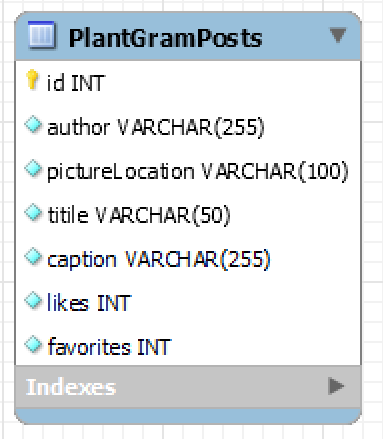 PlantGramPosts
id INT
author VARCHAR(255)
pictureLocation VARCHAR(100)
titile VARCHAR(50)
caption VARCHAR(255)
likes INT
favorites INT
Indexes